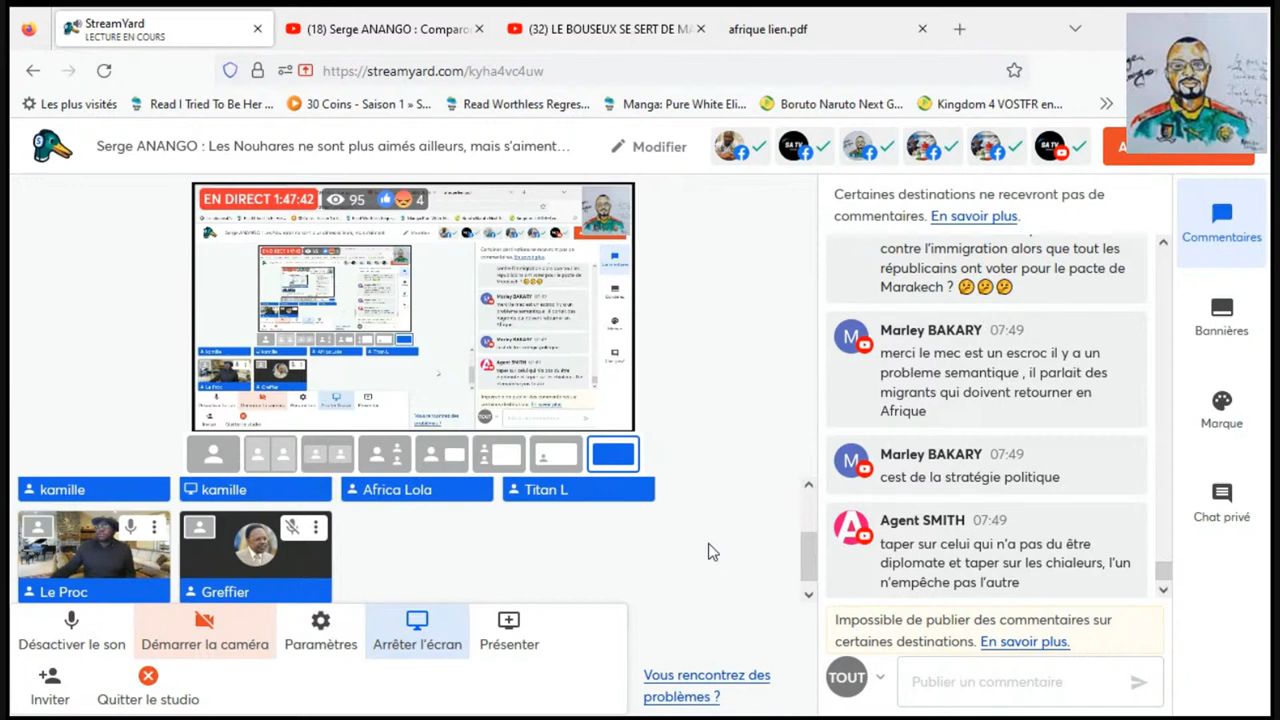 StreamYard
LECTURE EN COURS
(18) Serge ANANGO : Comparo
(32) LE BOUSEUX SE SERT DE MA
afrique lien.pdf
https://streamyard.com/kyha4vc4uw
Les plus visités
Read I Tried To Be Her ...
30 Coins - Saison 1 » S...
Read Worthless Regres...
Manga: Pure White Eli...
Boruto Naruto Next G...
Kingdom 4 VOSTFR en...
Serge ANANGO : Les Nouhares ne sont plus aimés ailleurs, mais s'aiment...
Modifier
EN DIRECT 1:47:42
95
4
kamille
kamille
Africa Lola
Titan L
Le Proc
Greffier
Désactiver le son
Démarrer la caméra
Paramètres
Arrêter l'écran
Présenter
Inviter
Quitter le studio
Vous rencontrez des
problèmes ?
Certaines destinations ne recevront pas de
commentaires. En savoir plus.
contre l'immigration alors que tout les
républicains ont voter pour le pacte de
Marakech ? 😕😕😕
Marley BAKARY 07:49
merci le mec est un escroc il y a un
probleme semantique , il parlait des
migrants qui doivent retourner en
Afrique
Marley BAKARY 07:49
cest de la stratégie politique
Agent SMITH 07:49
taper sur celui qui n'a pas du être
diplomate et taper sur les chialeurs, l'un
n'empêche pas l'autre
Impossible de publier des commentaires sur
certaines destinations. En savoir plus.
TOUT
Publier un commentaire
Commentaires
Bannières
Marque
Chat privé